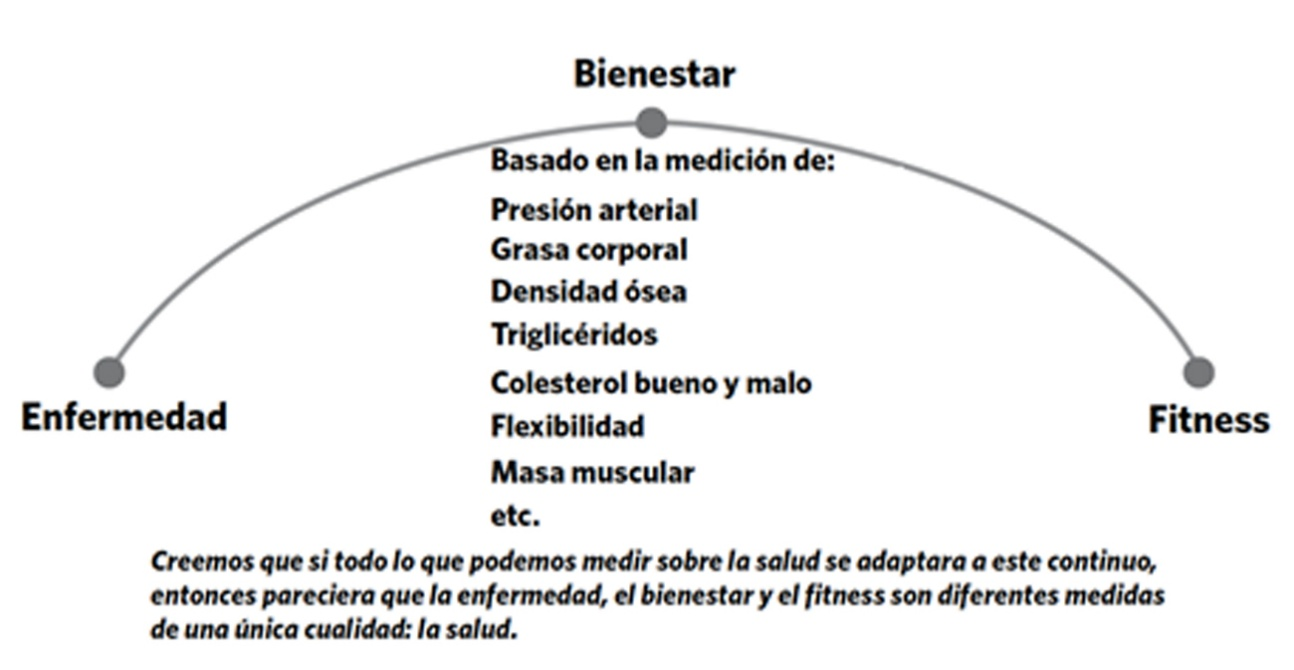 Bienestar
Basado en la medición de:
Presión arterial
Grasa corporal
Densidad ósea
Triglicéridos
Colesterol bueno y malo
Flexibilidad
Masa muscular
etc.
Enfermedad
Fitness
Creemos que si todo lo que podemos medir sobre la salud se adaptara a este continuo,
entonces pareciera que la enfermedad, el bienestar y el fitness son diferentes medidas
de una única cualidad: la salud.